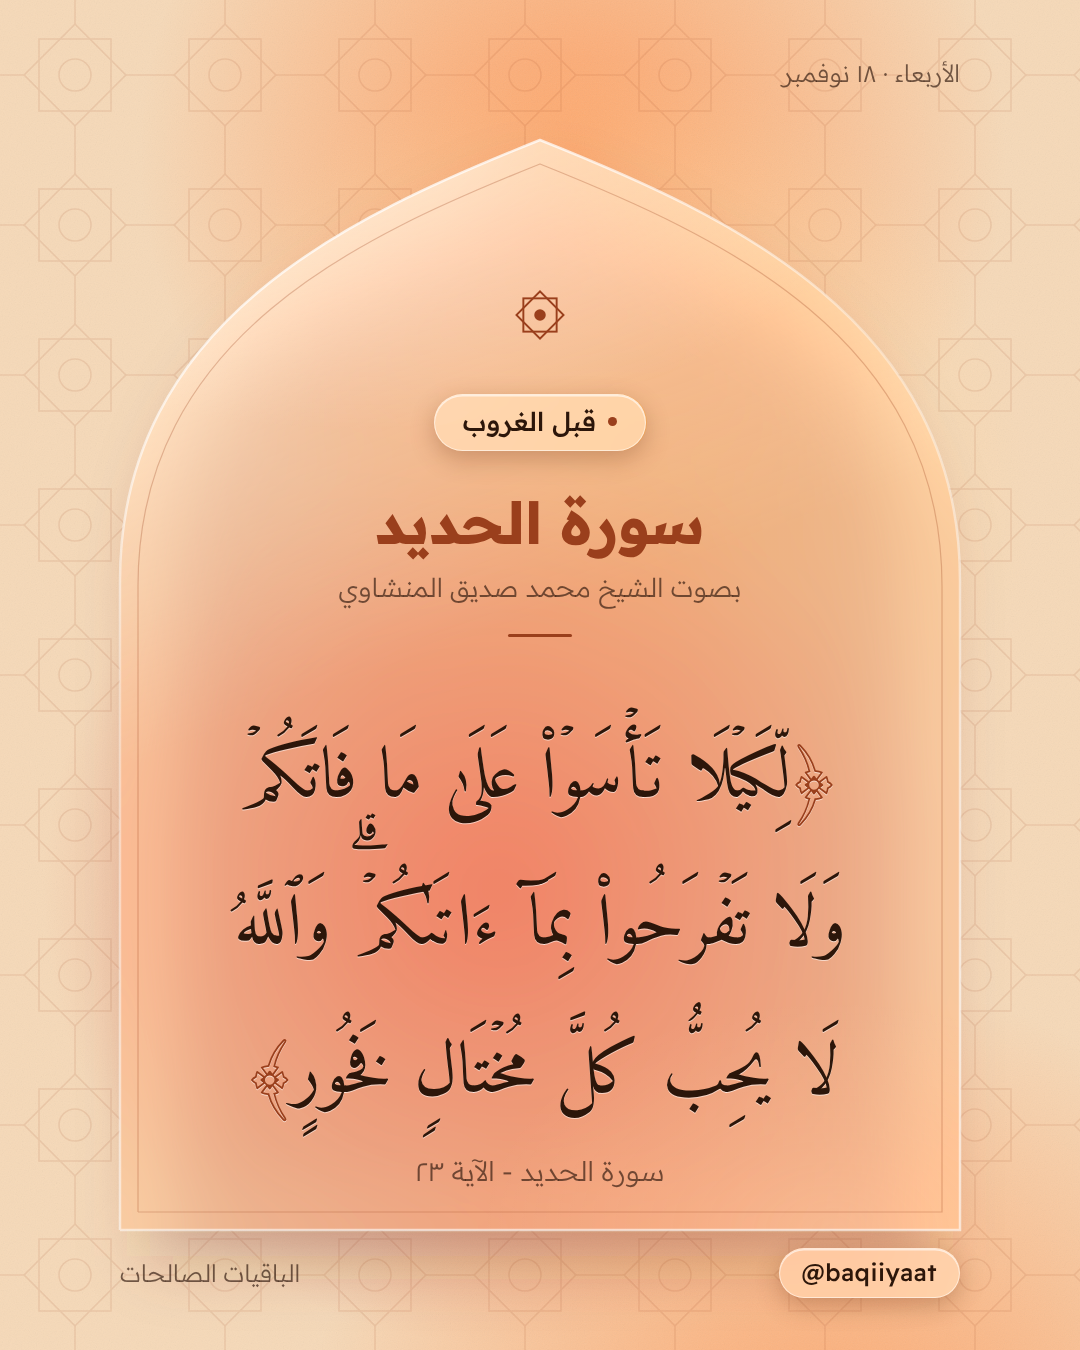 الأربعاء · ١٨ نوفمبر
قبل الغروب
سورة الحديد
بصوت الشيخ محمد صديق المنشاوي
﴿لِّكَيْلَا تَأْسَوْا۟ عَلَىٰ مَا فَاتَكُمْ
وَلَا تَفْرَحُوا۟ بِمَآ ءَاتَىٰكُمْ ۗ وَٱللَّهُ
لَا يُحِبُّ كُلَّ مُخْتَالٍ فَخُورٍ﴾
سورة الحديد - الآية ٢٣
@baqiiyaat
الباقيات الصالحات